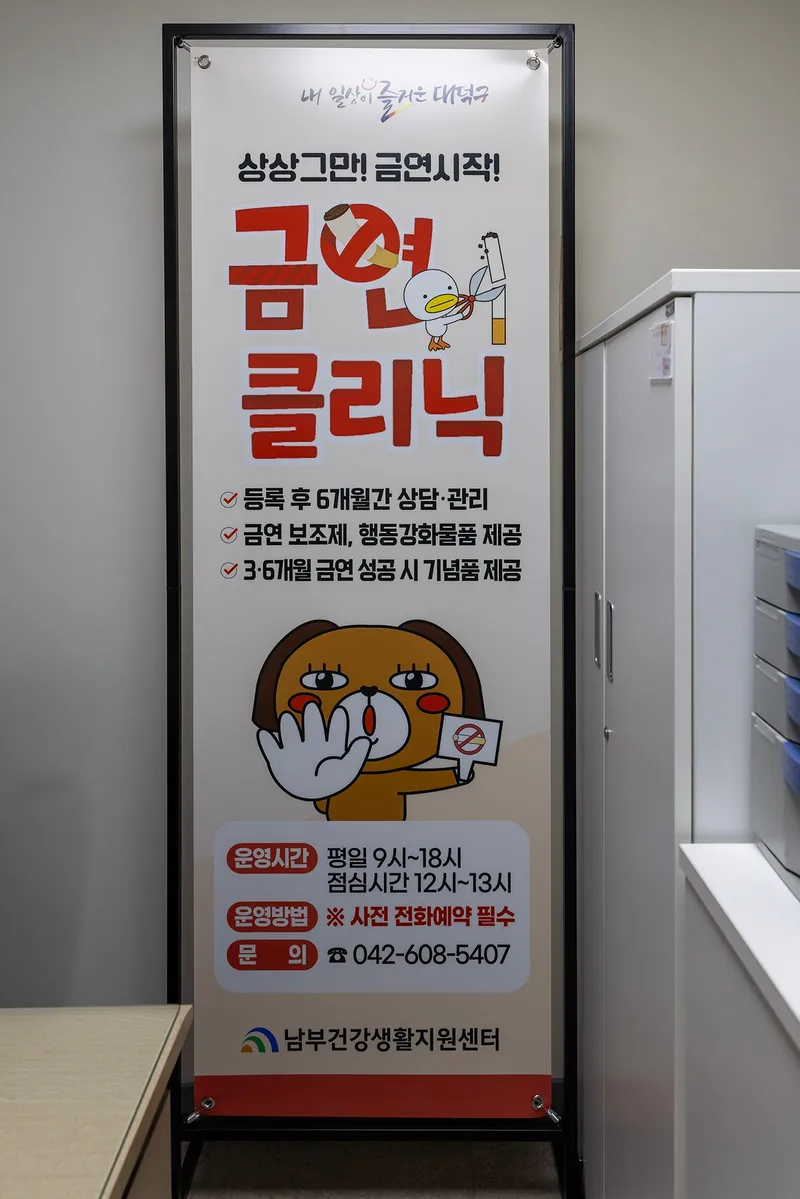 내 일상이 즐거운 대덕구
상상그만! 금연시작!
금연
클리닉
등록 후 6개월간 상담·관리
금연 보조제, 행동강화물품 제공
3·6개월 금연 성공 시 기념품 제공
운영시간 평일 9시~18시
점심시간 12시~13시
운영방법 ※ 사전 전화예약 필수
문 의 ☎ 042-608-5407
남부건강생활지원센터